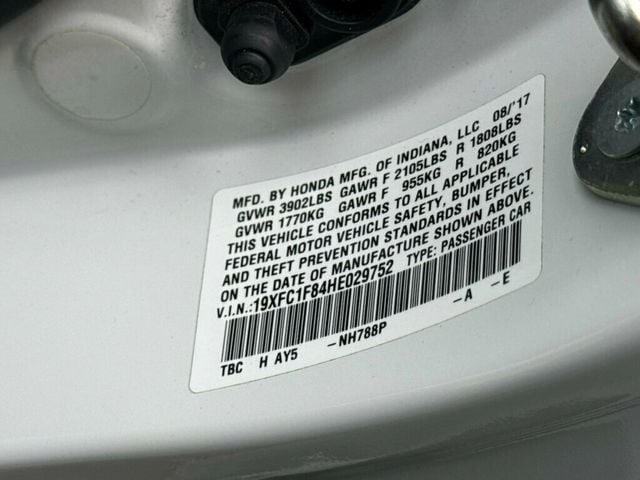 MFD. BY HONDA MFG. OF INDIANA, LLC 08/'17
GVWR 3902LBS GAWR F 2105LBS R 1808LBS
GVWR 1770KG GAWR F 955KG R 820KG
THIS VEHICLE CONFORMS TO ALL APPLICABLE
FEDERAL MOTOR VEHICLE SAFETY, BUMPER,
AND THEFT PREVENTION STANDARDS IN EFFECT
ON THE DATE OF MANUFACTURE SHOWN ABOVE.
V.I.N.:19XFC1F84HE029752 TYPE: PASSENGER CAR
TBC H AY5 -NH788P -A -E